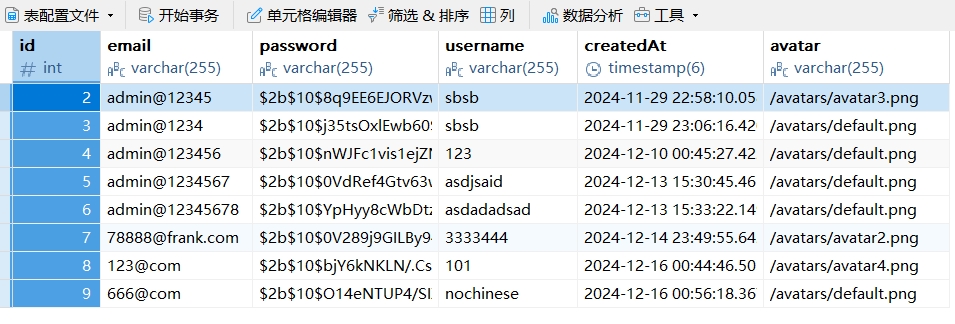 表配置文件 开始事务 单元格编辑器 筛选 & 排序 列 数据分析 工具
id email password username createdAt avatar
# int ABC varchar(255) ABC varchar(255) ABC varchar(255) timestamp(6) ABC varchar(255)
2 admin@12345 $2b$10$8q9EE6EJORVzv sbsb 2024-11-29 22:58:10.05 /avatars/avatar3.png
3 admin@1234 $2b$10$j35tsOxlEwb609 sbsb 2024-11-29 23:06:16.420 /avatars/default.png
4 admin@123456 $2b$10$nWJFc1vis1ejZI 123 2024-12-10 00:45:27.42 /avatars/default.png
5 admin@1234567 $2b$10$0VdRef4Gtv63v asdjsaid 2024-12-13 15:30:45.46 /avatars/default.png
6 admin@12345678 $2b$10$YpHyy8cWbDtz asdadadsad 2024-12-13 15:33:22.14 /avatars/default.png
7 78888@frank.com $2b$10$0V289j9GILBy9 3333444 2024-12-14 23:49:55.64 /avatars/avatar2.png
8 123@com $2b$10$bjY6kNKLN/.Cs 101 2024-12-16 00:44:46.50 /avatars/avatar4.png
9 666@com $2b$10$O14eNTUP4/SI nochinese 2024-12-16 00:56:18.36 /avatars/default.png